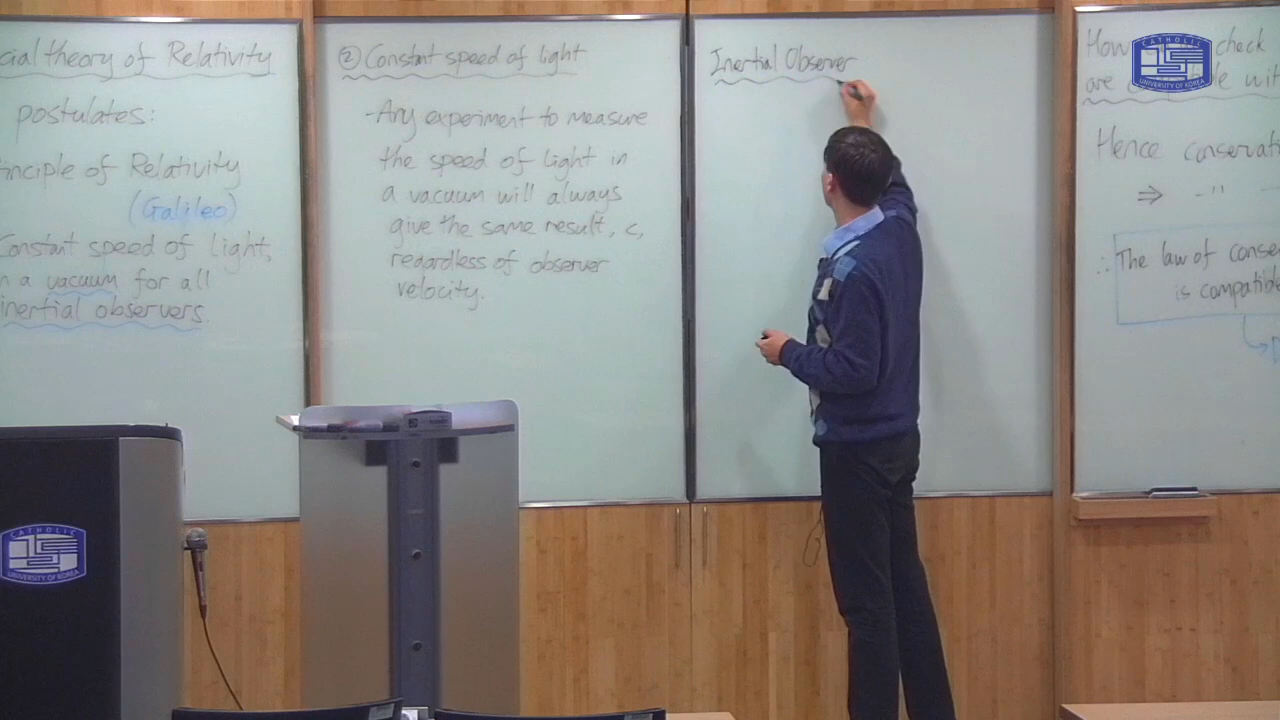 cial theory of Relativity
postulates:
inciple of Relativity
(Galileo)
Constant speed of Light,
n a vacuum for all
inertial observers.
② Constant speed of light
- Any experiment to measure
the speed of Light in
a vacuum will always
give the same result, c,
regardless of observer
velocity.
Inertial Observer
How check
are wit
Hence conservat
⇒ - "
∴ The law of conse
is compatible
CATHOLIC
UNIVERSITY OF KOREA
CATHOLIC
UNIVERSITY OF KOREA